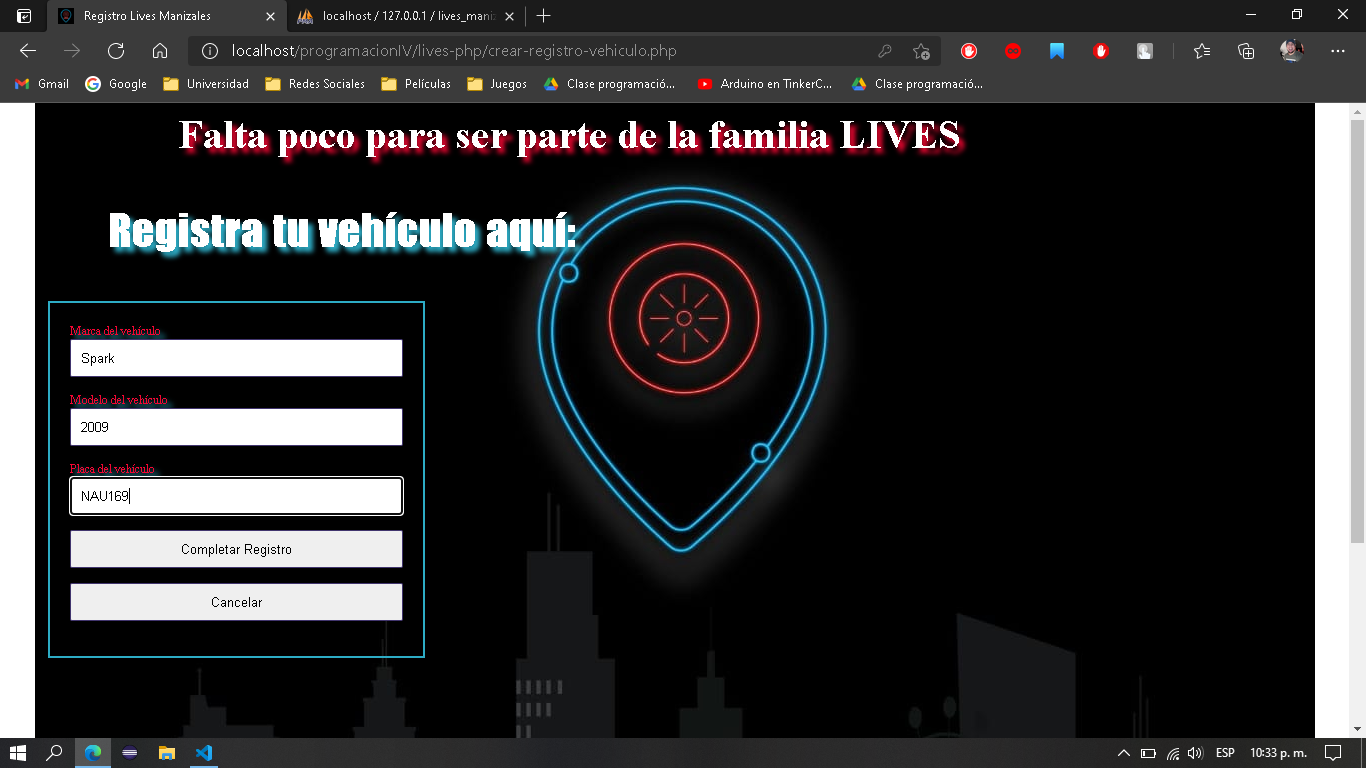 Registro Lives Manizales
localhost / 127.0.0.1 / lives_mani
localhost/programacionIV/lives-php/crear-registro-vehiculo.php
Gmail Google Universidad Redes Sociales Películas Juegos Clase programació... Arduino en TinkerC... Clase programació...
Falta poco para ser parte de la familia LIVES
Registra tu vehículo aquí:
Marca del vehículo
Spark
Modelo del vehículo
2009
Placa del vehículo
NAU169
Completar Registro
Cancelar
ESP 10:33 p. m.